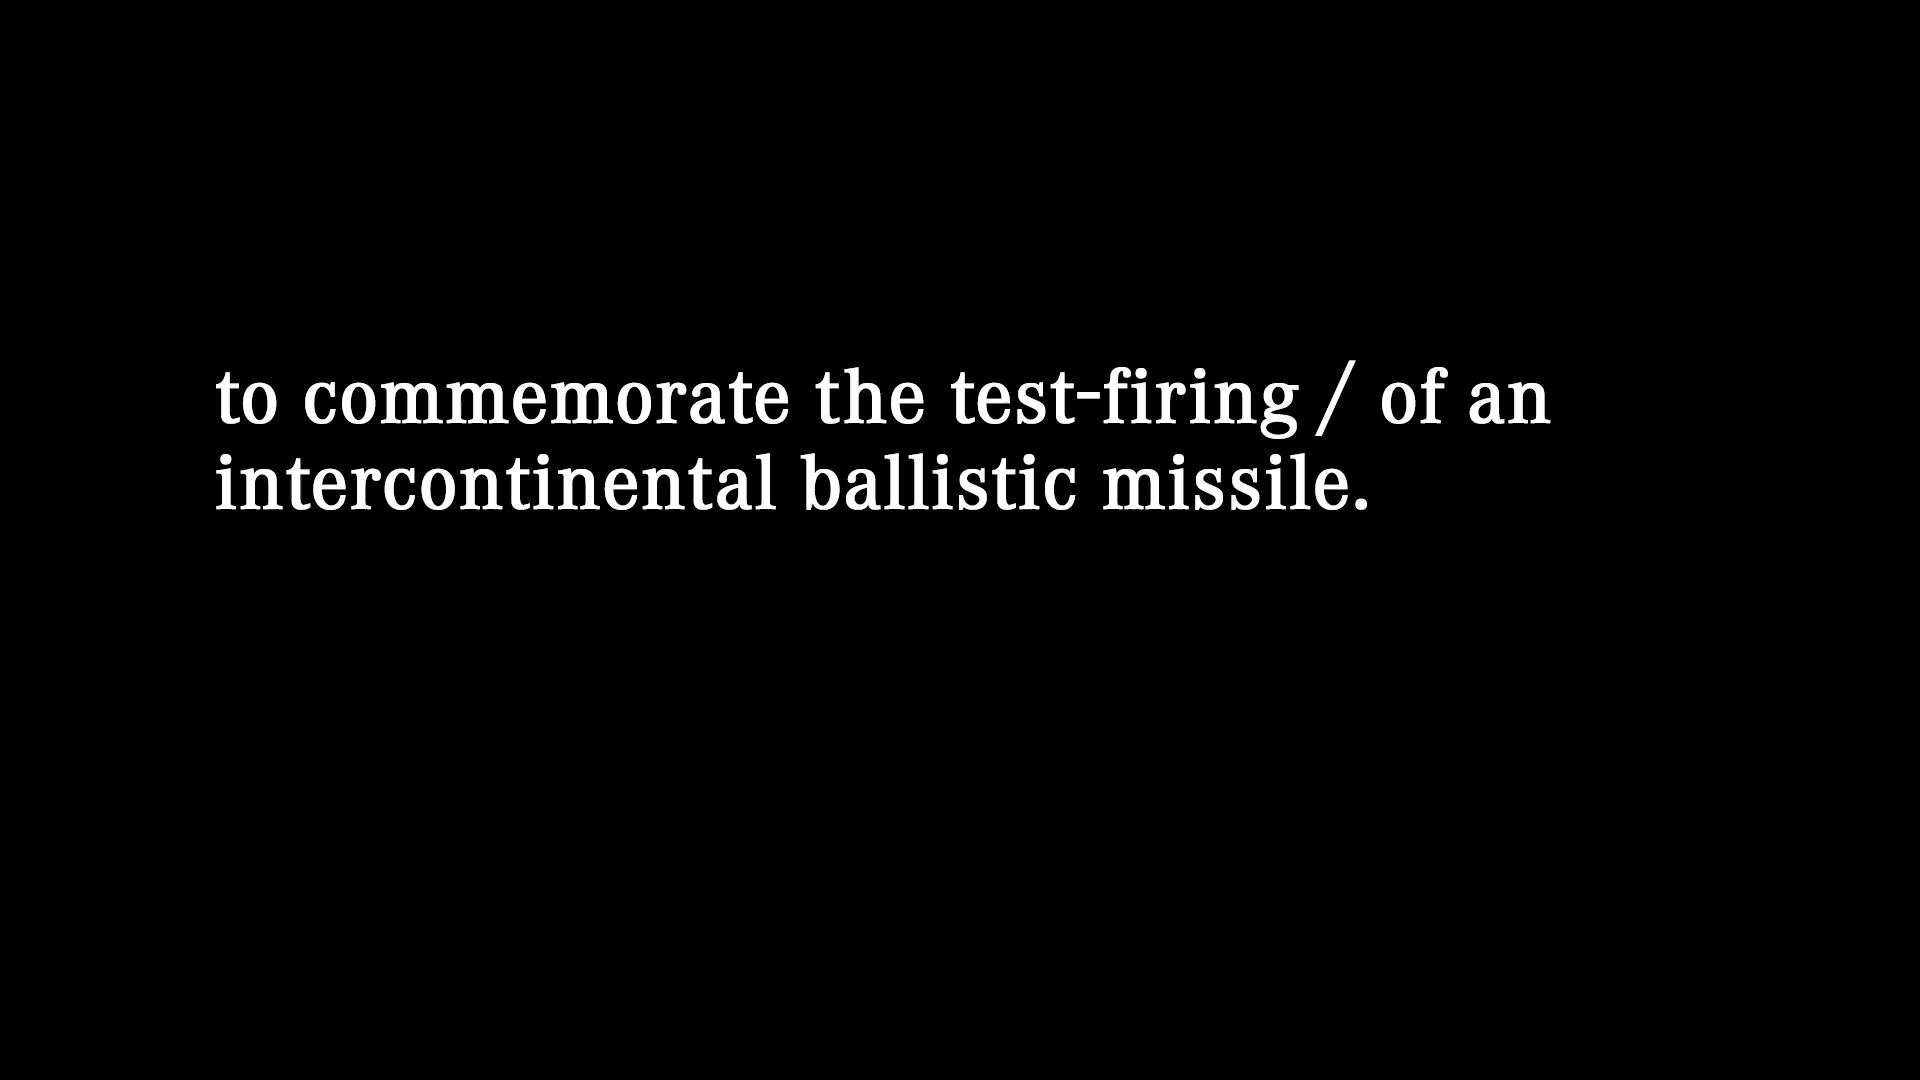 to commemorate the test-firing / of an
intercontinental ballistic missile.